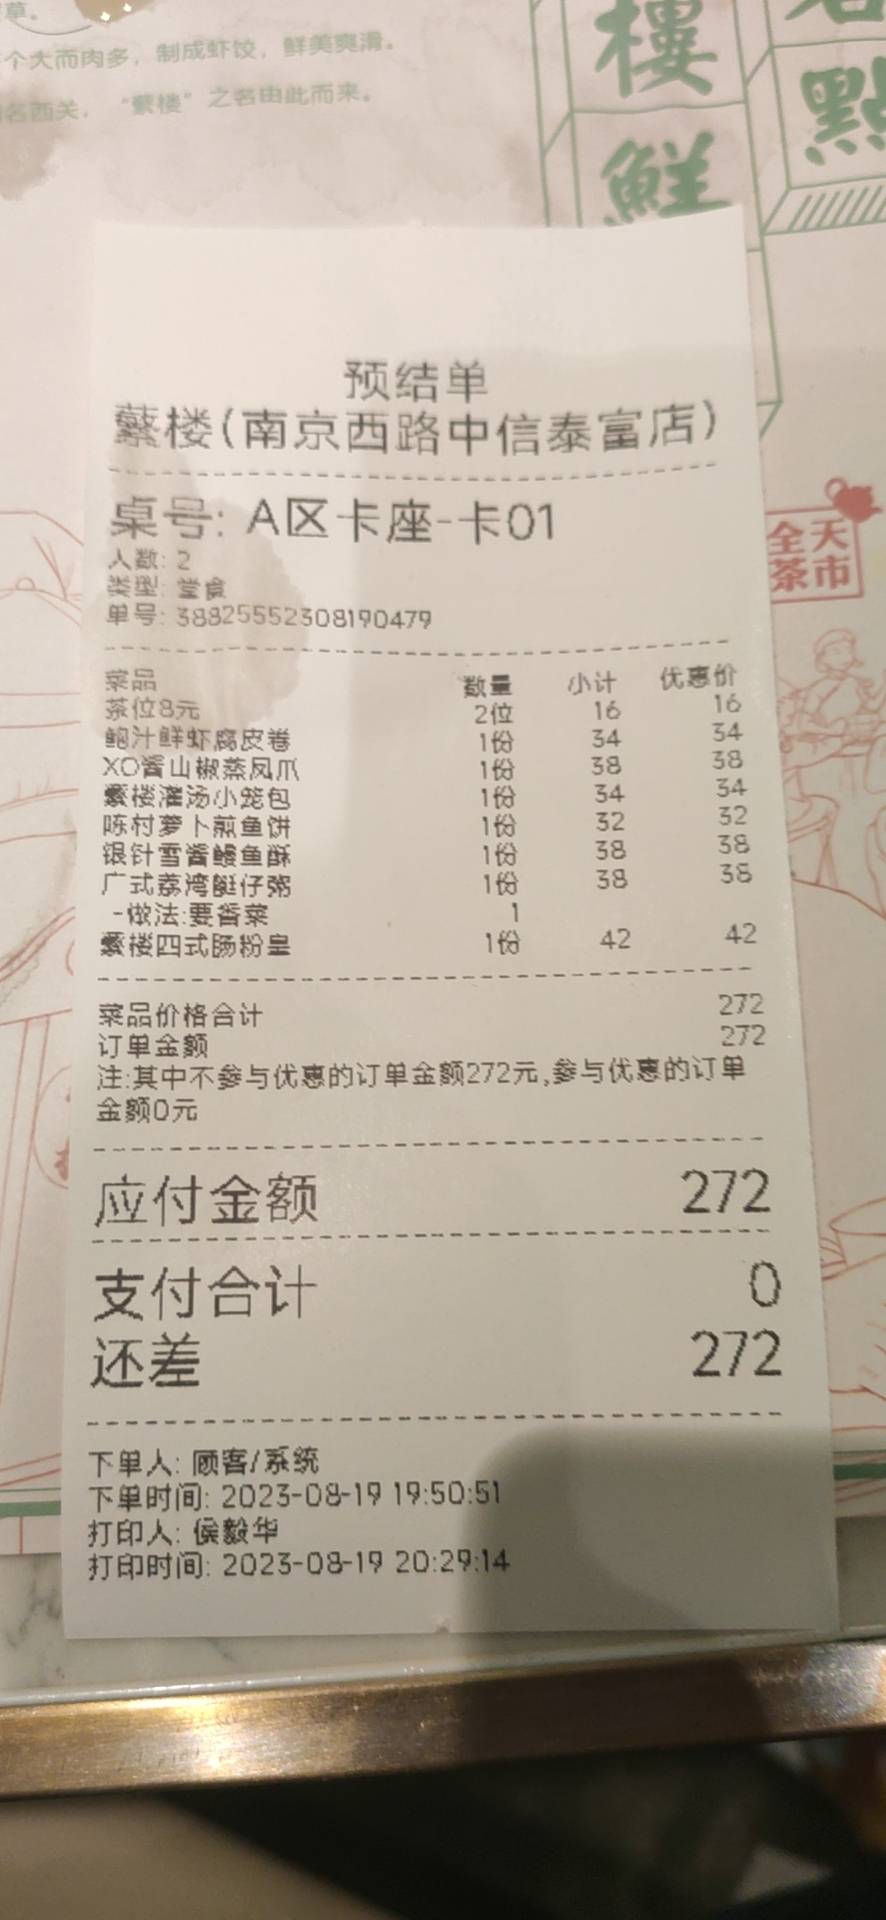 草。
个大而肉多，制成虾饺，鲜美爽滑。
名西关，“蘩楼”之名由此而来。
樓
鮮
點
全天
茶市
预结单
蘩楼(南京西路中信泰富店)
桌号: A区卡座-卡01
人数: 2
类型: 堂食
单号: 38825552308190479
菜品 数量 小计 优惠价
茶位8元 2位 16 16
鲍汁鲜虾腐皮卷 1份 34 34
XO酱山椒蒸凤爪 1份 38 38
蘩楼灌汤小笼包 1份 34 34
陈村萝卜煎鱼饼 1份 32 32
银针雪酱鳗鱼酥 1份 38 38
广式荔湾艇仔粥 1份 38 38
-做法:要香菜 1
蘩楼四式肠粉皇 1份 42 42
菜品价格合计 272
订单金额 272
注:其中不参与优惠的订单金额272元,参与优惠的订单
金额0元
应付金额 272
支付合计 0
还差 272
下单人: 顾客/系统
下单时间: 2023-08-19 19:50:51
打印人: 侯毅华
打印时间: 2023-08-19 20:29:14